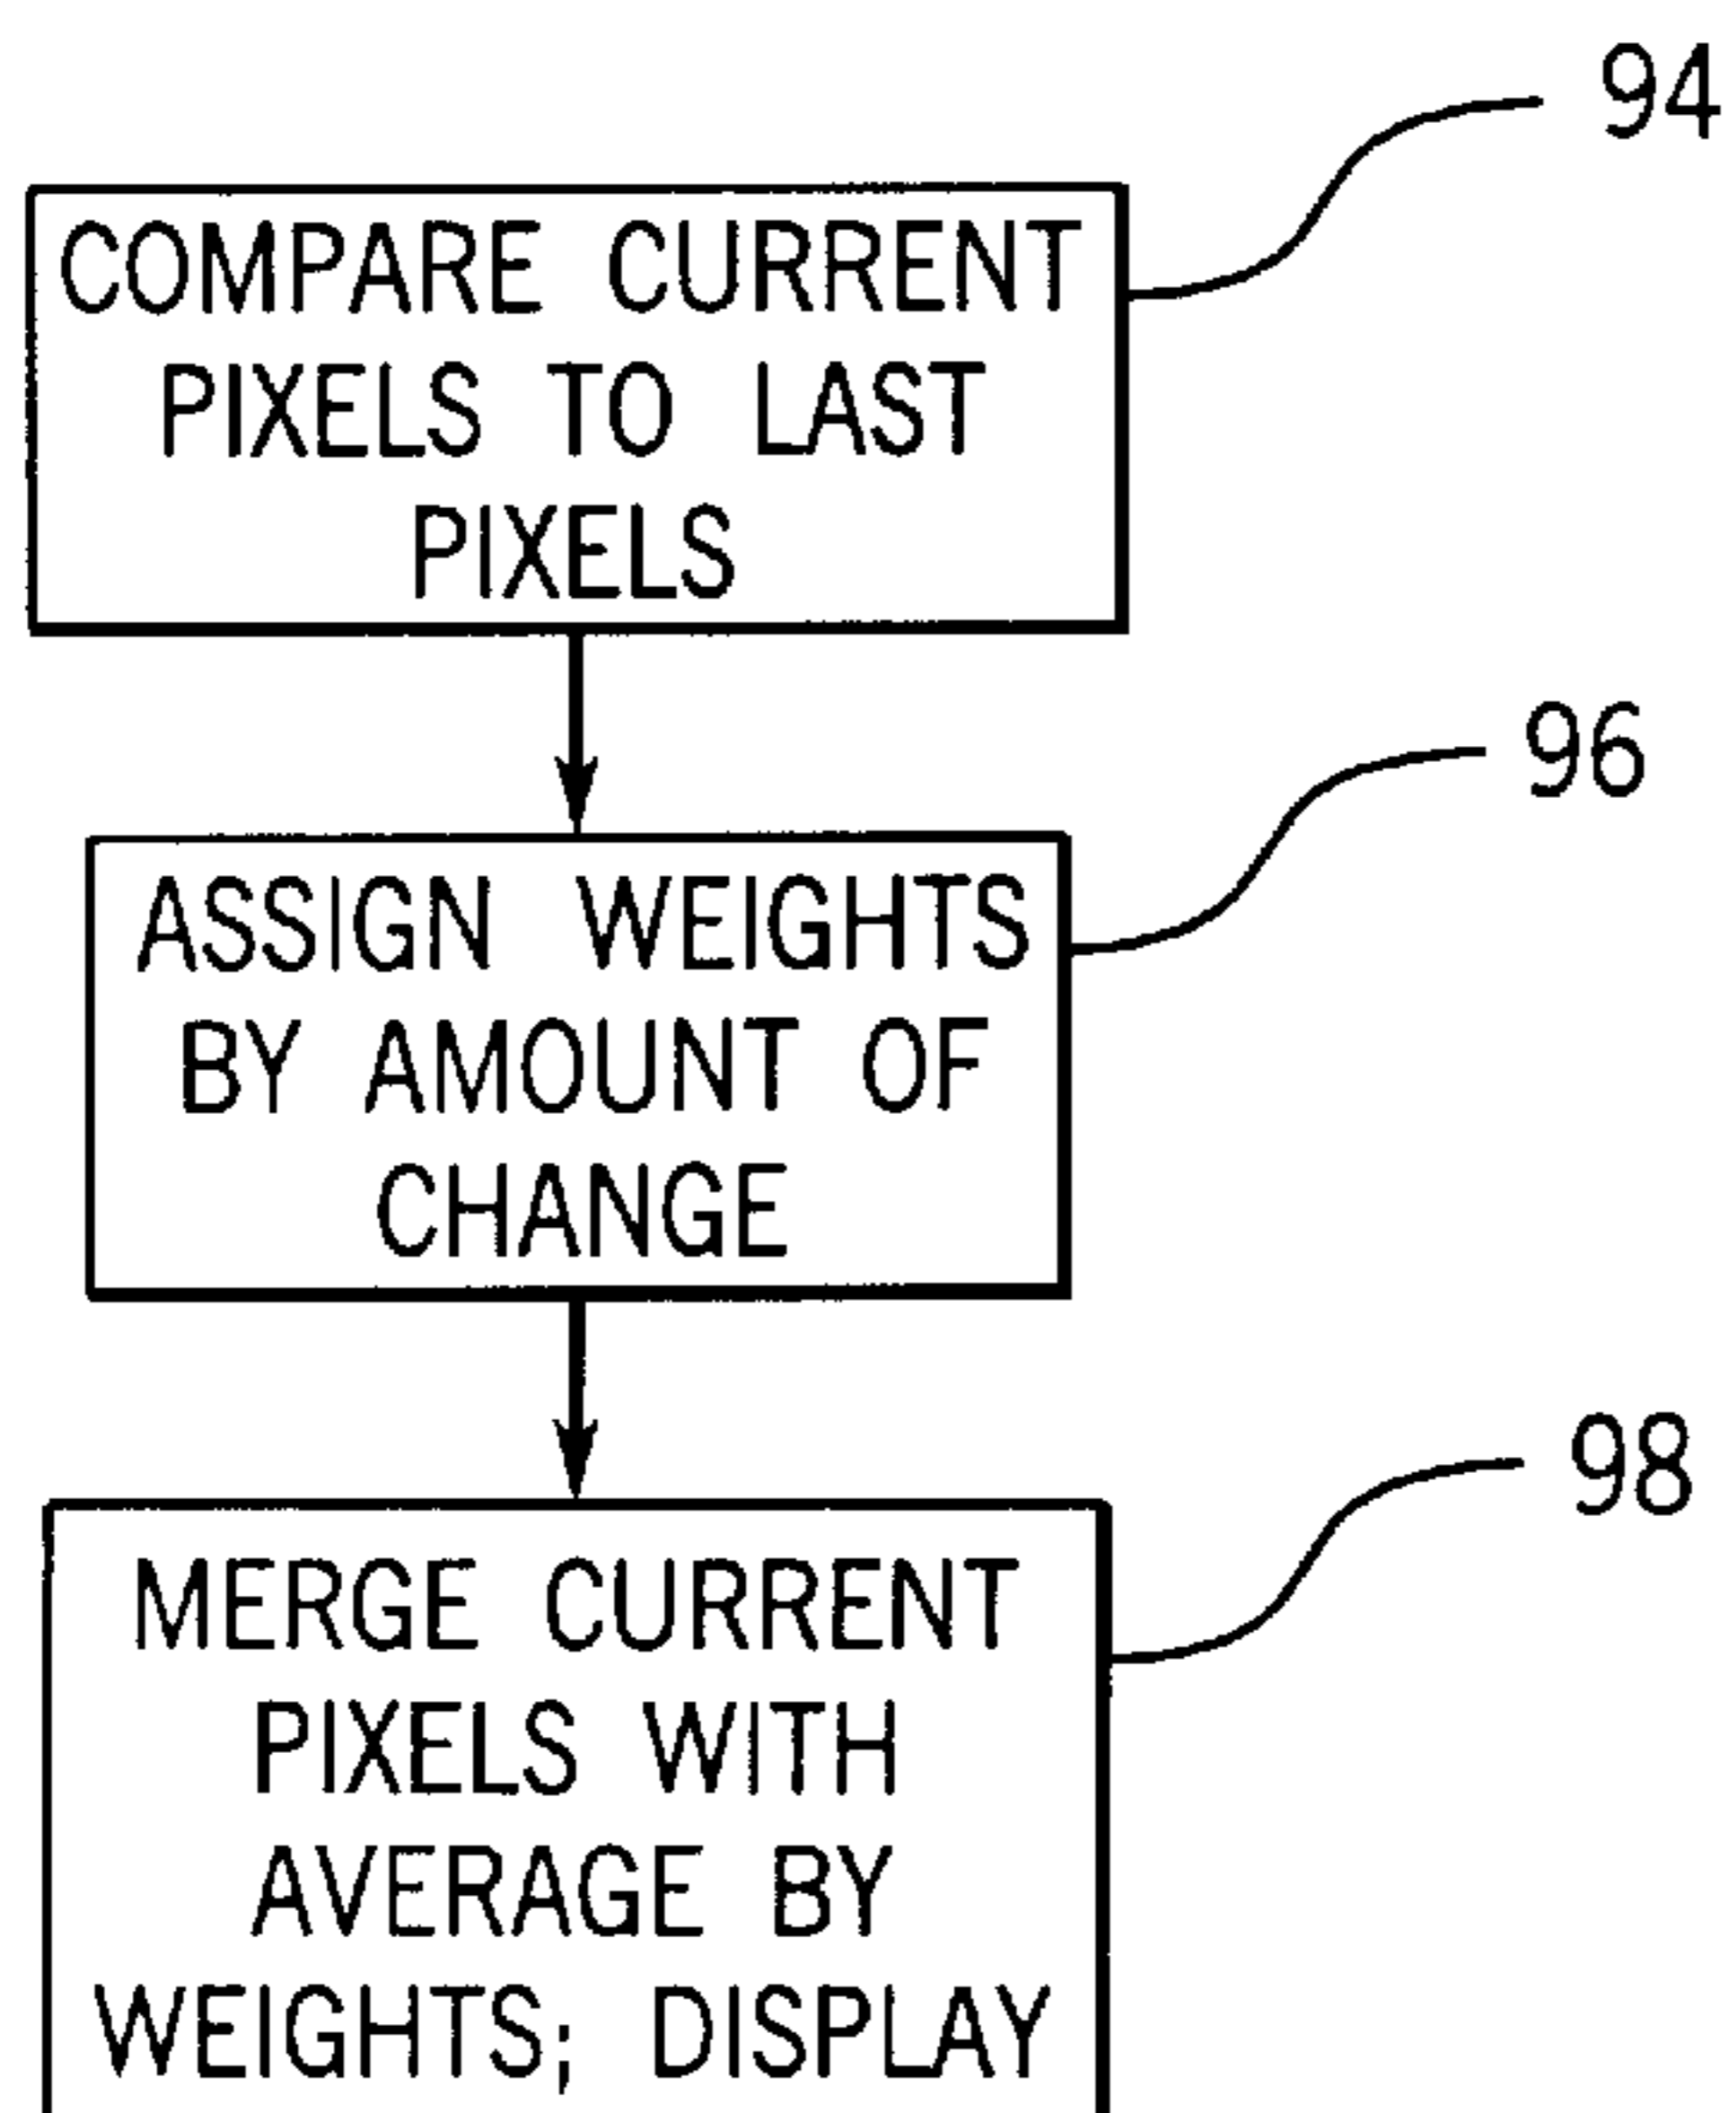 94
COMPARE CURRENT
PIXELS TO LAST
PIXELS
96
ASSIGN WEIGHTS
BY AMOUNT OF
CHANGE
98
MERGE CURRENT
PIXELS WITH
AVERAGE BY
WEIGHTS; DISPLAY